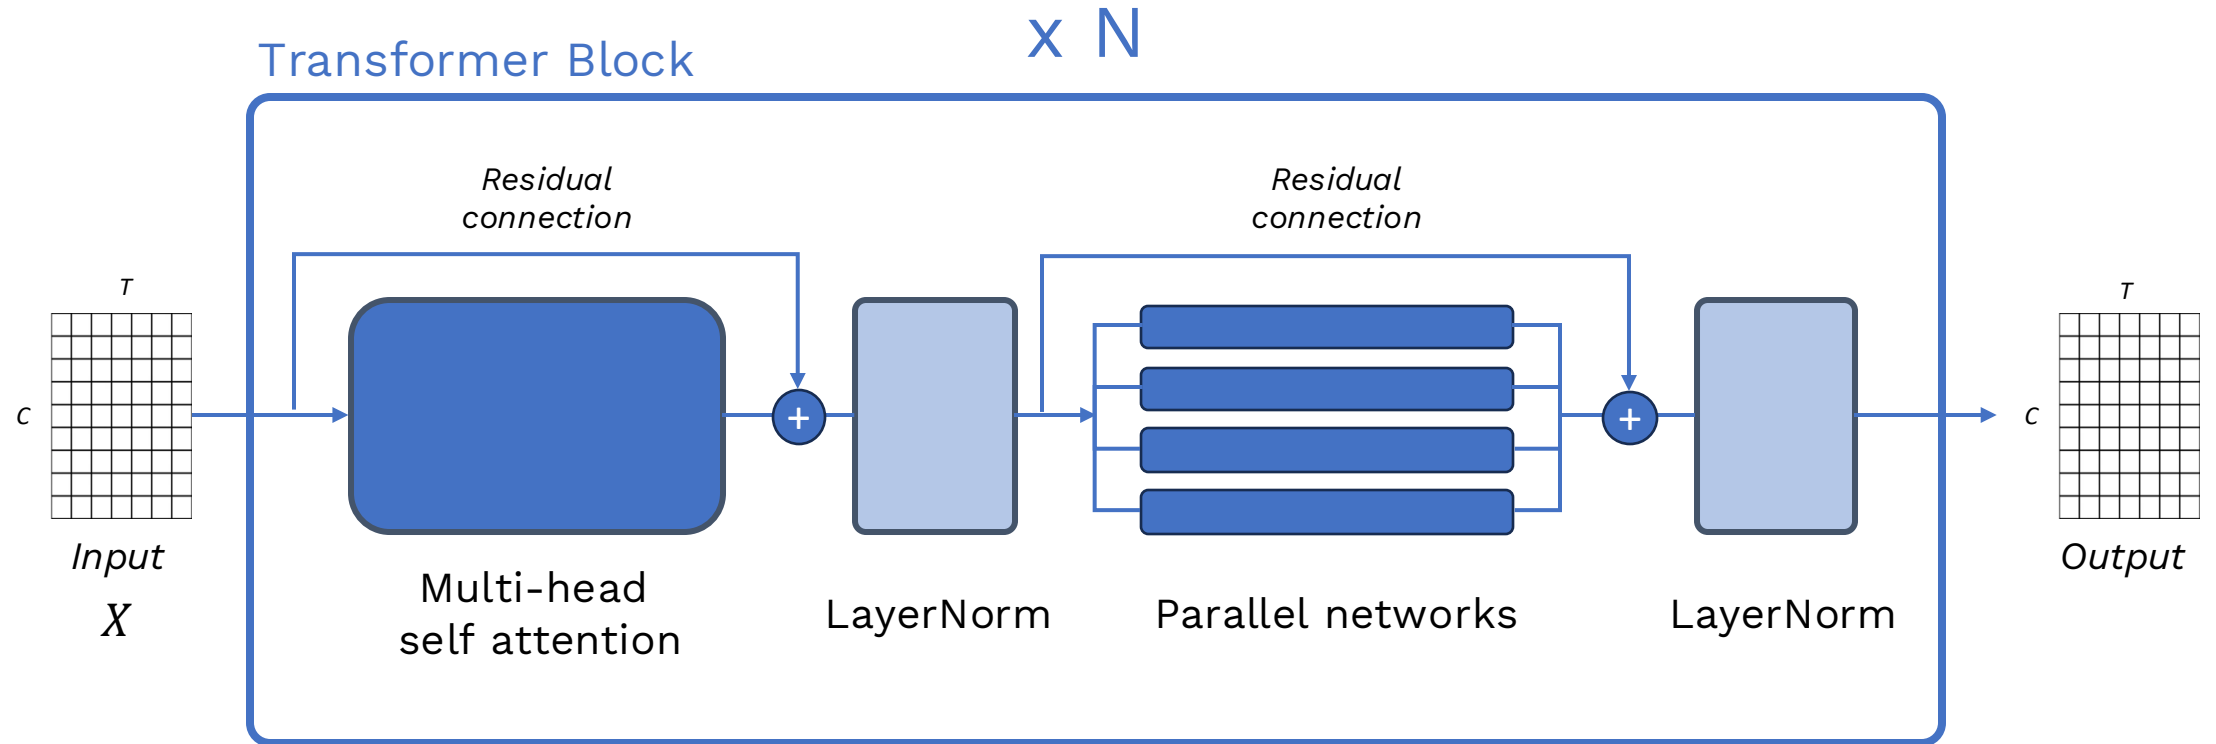 x N
Transformer Block
Residual
connection
Residual
connection
T
T
C
+
+
C
Input
X
Multi-head
self attention
LayerNorm
Parallel networks
LayerNorm
Output